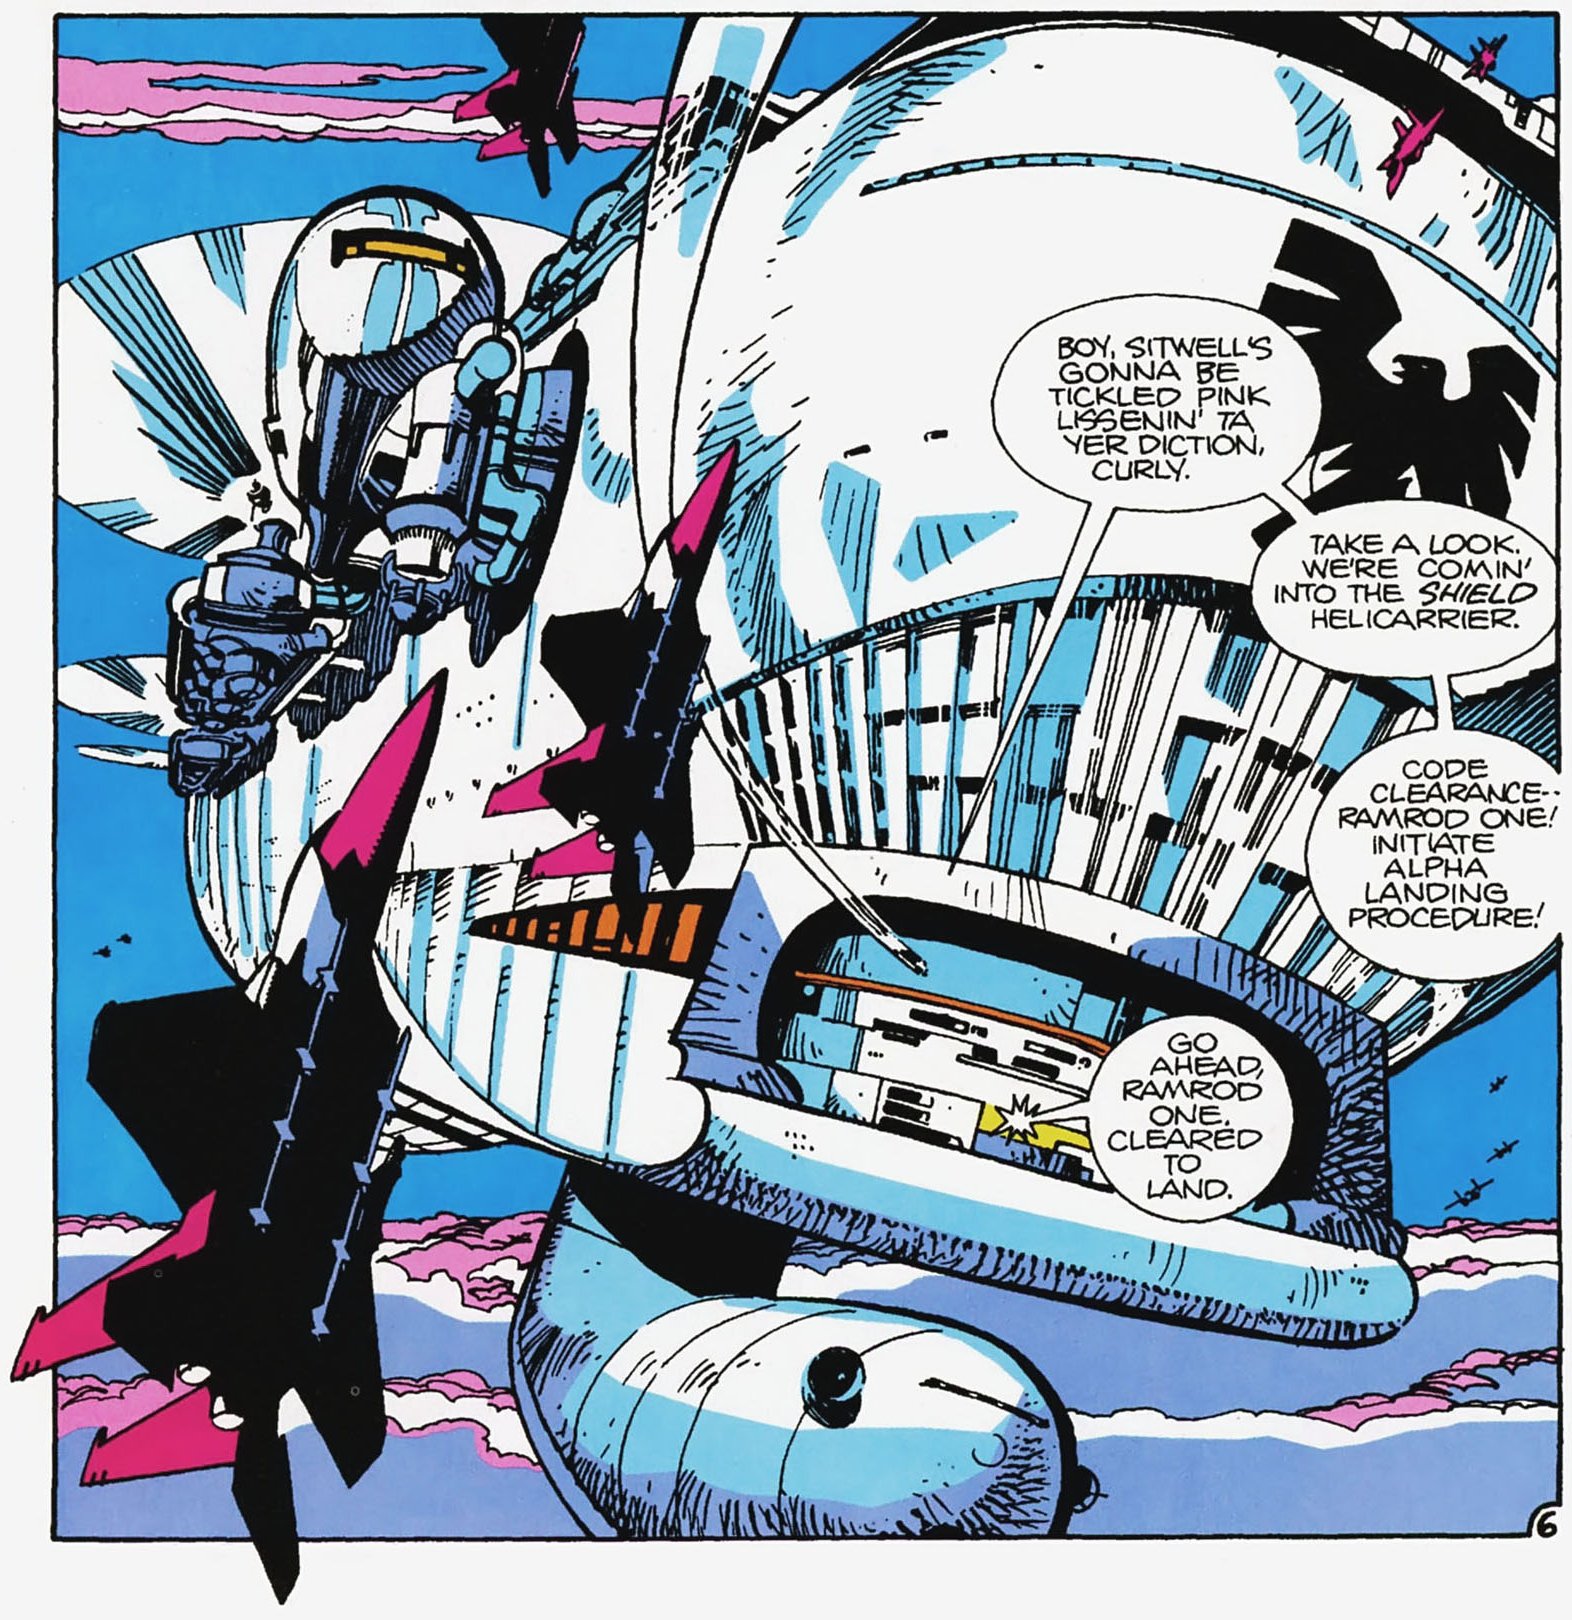 BOY, SITWELL'S
GONNA BE
TICKLED PINK
LISSENIN' TA
YER DICTION,
CURLY.
TAKE A LOOK.
WE'RE COMIN'
INTO THE SHIELD
HELICARRIER.
CODE
CLEARANCE--
RAMROD ONE!
INITIATE
ALPHA
LANDING
PROCEDURE!
GO
AHEAD,
RAMROD
ONE.
CLEARED
TO
LAND.
6